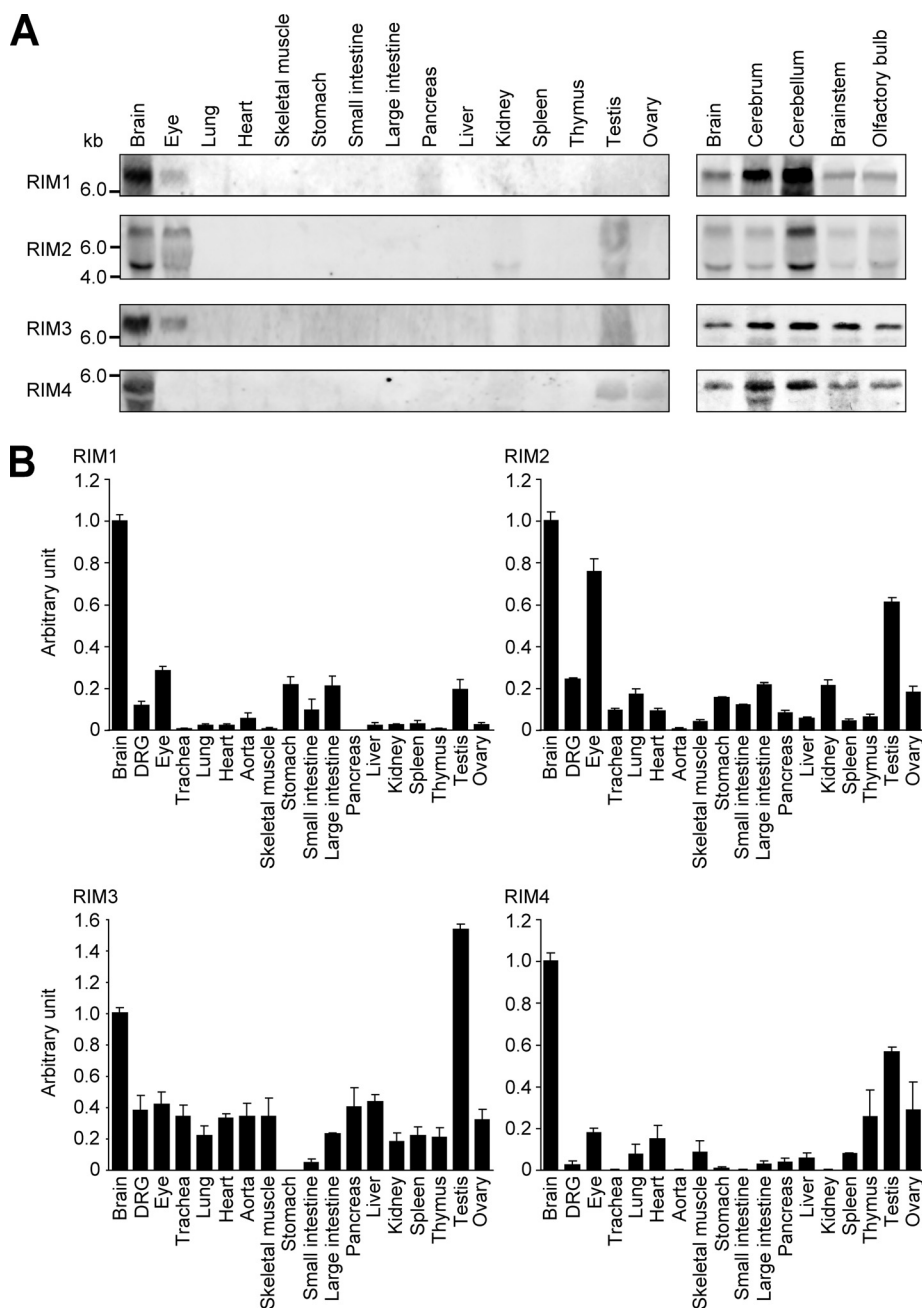 A
kb
Brain
Eye
Lung
Heart
Skeletal muscle
Stomach
Small intestine
Large intestine
Pancreas
Liver
Kidney
Spleen
Thymus
Testis
Ovary
Brain
Cerebrum
Cerebellum
Brainstem
Olfactory bulb
RIM1
6.0
RIM2
6.0
4.0
RIM3
6.0
RIM4
6.0
B
RIM1
Arbitrary unit
1.2
1.0
0.8
0.6
0.4
0.2
0
Brain
DRG
Eye
Trachea
Lung
Heart
Aorta
Skeletal muscle
Stomach
Small intestine
Large intestine
Pancreas
Liver
Kidney
Spleen
Thymus
Testis
Ovary
RIM2
1.2
1.0
0.8
0.6
0.4
0.2
0
Brain
DRG
Eye
Trachea
Lung
Heart
Aorta
Skeletal muscle
Stomach
Small intestine
Large intestine
Pancreas
Liver
Kidney
Spleen
Thymus
Testis
Ovary
RIM3
Arbitrary unit
1.6
1.4
1.2
1.0
0.8
0.6
0.4
0.2
0
Brain
DRG
Eye
Trachea
Lung
Heart
Aorta
Skeletal muscle
Stomach
Small intestine
Large intestine
Pancreas
Liver
Kidney
Spleen
Thymus
Testis
Ovary
RIM4
1.2
1.0
0.8
0.6
0.4
0.2
0
Brain
DRG
Eye
Trachea
Lung
Heart
Aorta
Skeletal muscle
Stomach
Small intestine
Large intestine
Pancreas
Liver
Kidney
Spleen
Thymus
Testis
Ovary